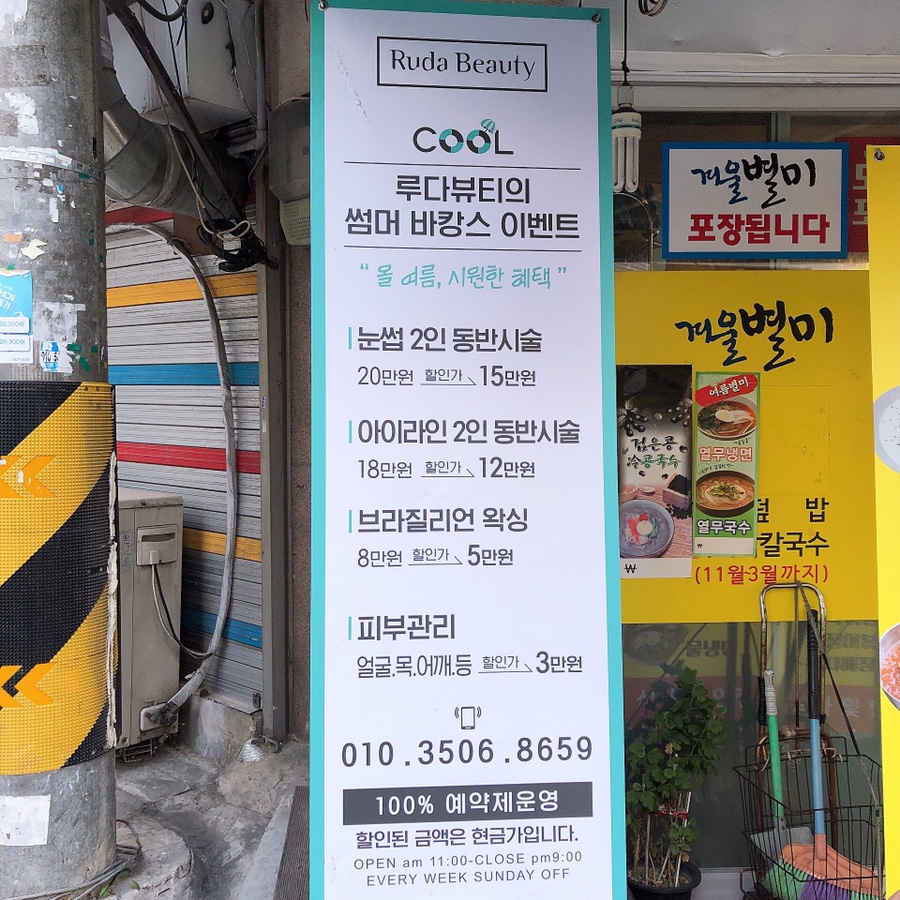 Ruda Beauty
COOL
루다뷰티의
썸머 바캉스 이벤트
“ 올 여름, 시원한 혜택 ”
눈썹 2인 동반시술
20만원 할인가 15만원
아이라인 2인 동반시술
18만원 할인가 12만원
브라질리언 왁싱
8만원 할인가 5만원
피부관리
얼굴.목.어깨.등 할인가 3만원
010.3506.8659
100% 예약제운영
할인된 금액은 현금가입니다.
OPEN am 11:00-CLOSE pm9:00
EVERY WEEK SUNDAY OFF
겨울별미
포장됩니다
겨울별미
검은콩
냉콩국수
₩
여름별미
열무냉면
열무국수
₩
덮 밥
칼국수
(11월~3월까지)